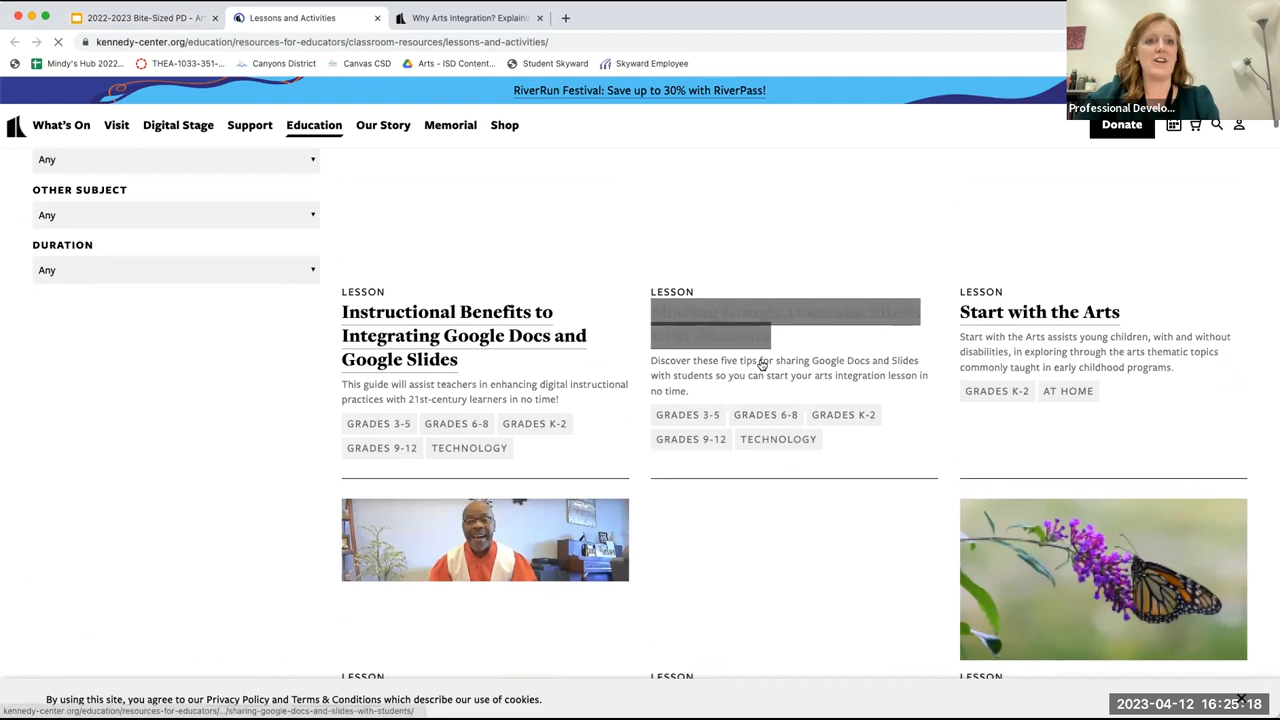 2022-2023 Bite-Sized PD - Ar
Lessons and Activities
Why Arts Integration? Explaini
kennedy-center.org/education/resources-for-educators/classroom-resources/lessons-and-activities/
Mindy's Hub 2022...
THEA-1033-351-...
Canyons District
Canvas CSD
Arts - ISD Content...
Student Skyward
Skyward Employee
RiverRun Festival: Save up to 30% with RiverPass!
Professional Develo...
What's On Visit Digital Stage Support Education Our Story Memorial Shop
Donate
Any
OTHER SUBJECT
Any
DURATION
Any
LESSON
Instructional Benefits to
Integrating Google Docs and
Google Slides
This guide will assist teachers in enhancing digital instructional
practices with 21st-century learners in no time!
GRADES 3-5 GRADES 6-8 GRADES K-2
GRADES 9-12 TECHNOLOGY
LESSON
Sharing Google Docs and Slides
with Students
Discover these five tips for sharing Google Docs and Slides
with students so you can start your arts integration lesson in
no time.
GRADES 3-5 GRADES 6-8 GRADES K-2
GRADES 9-12 TECHNOLOGY
LESSON
Start with the Arts
Start with the Arts assists young children, with and without
disabilities, in exploring through the arts thematic topics
commonly taught in early childhood programs.
GRADES K-2 AT HOME
LESSON
LESSON
LESSON
By using this site, you agree to our Privacy Policy and Terms & Conditions which describe our use of cookies.
kennedy-center.org/education/resources-for-educators/.../sharing-google-docs-and-slides-with-students/
2023-04-12 16:25:18